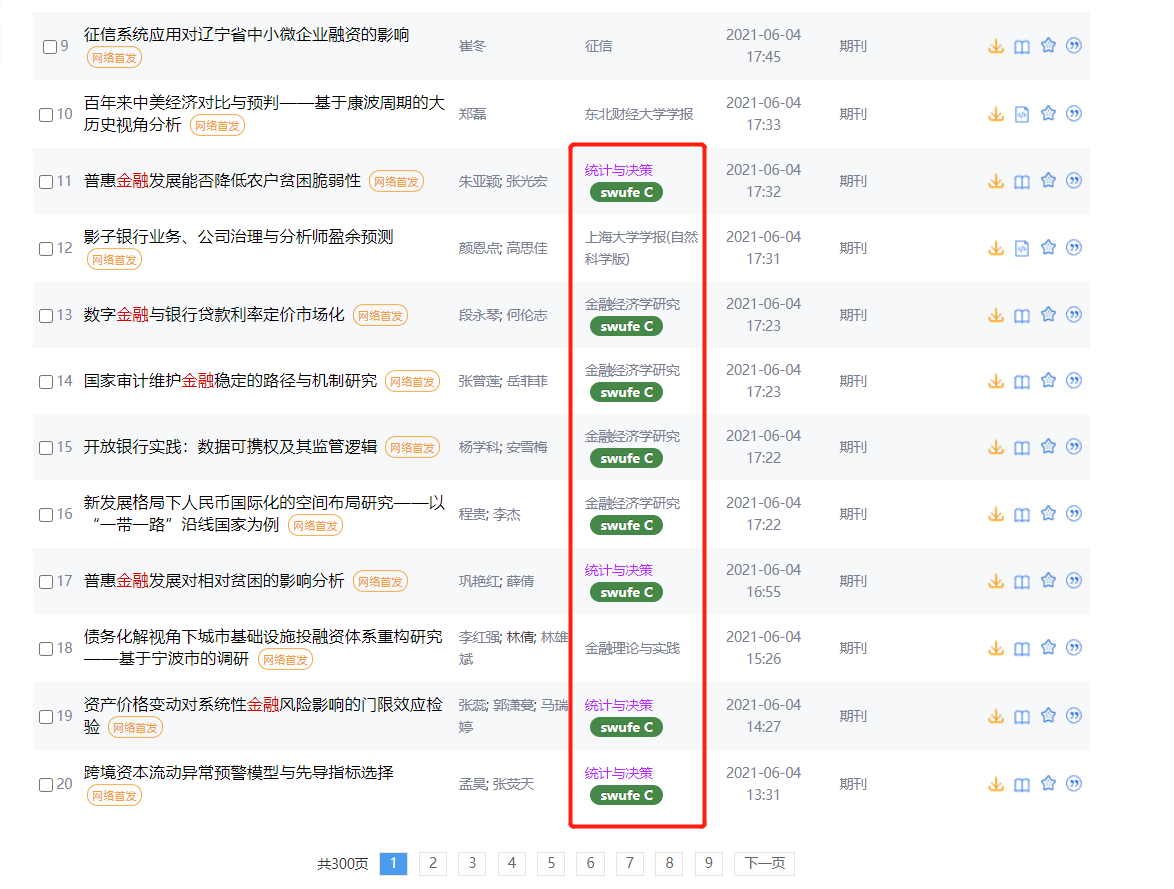 9 征信系统应用对辽宁省中小微企业融资的影响 崔冬 征信 2021-06-04 期刊
网络首发 17:45
10 百年来中美经济对比与预判——基于康波周期的大 郑磊 东北财经大学学报 2021-06-04 期刊
历史视角分析 网络首发 17:33
11 普惠金融发展能否降低农户贫困脆弱性 网络首发 朱亚颖; 张光宏 统计与决策 2021-06-04 期刊
swufe C 17:32
12 影子银行业务、公司治理与分析师盈余预测 颜恩点; 高思佳 上海大学学报(自然 2021-06-04 期刊
网络首发 科学版) 17:31
13 数字金融与银行贷款利率定价市场化 网络首发 段永琴; 何伦志 金融经济学研究 2021-06-04 期刊
swufe C 17:23
14 国家审计维护金融稳定的路径与机制研究 网络首发 张曾莲; 岳菲菲 金融经济学研究 2021-06-04 期刊
swufe C 17:23
15 开放银行实践：数据可携权及其监管逻辑 网络首发 杨学科; 安雪梅 金融经济学研究 2021-06-04 期刊
swufe C 17:22
16 新发展格局下人民币国际化的空间布局研究——以 程贵; 李杰 金融经济学研究 2021-06-04 期刊
“一带一路”沿线国家为例 网络首发 swufe C 17:22
17 普惠金融发展对相对贫困的影响分析 网络首发 巩艳红; 薛倩 统计与决策 2021-06-04 期刊
swufe C 16:55
18 债务化解视角下城市基础设施投融资体系重构研究 李红强; 林倩; 林雄 金融理论与实践 2021-06-04 期刊
——基于宁波市的调研 网络首发 斌 15:26
19 资产价格变动对系统性金融风险影响的门限效应检 张蕊; 郭潇蔓; 马瑞 统计与决策 2021-06-04 期刊
验 网络首发 婷 swufe C 14:27
20 跨境资本流动异常预警模型与先导指标选择 孟昊; 张荧天 统计与决策 2021-06-04 期刊
网络首发 swufe C 13:31
共300页 1 2 3 4 5 6 7 8 9 下一页